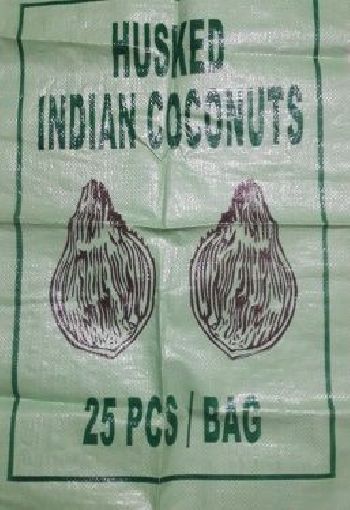 HUSKED
INDIAN COCONUTS
25 PCS / BAG